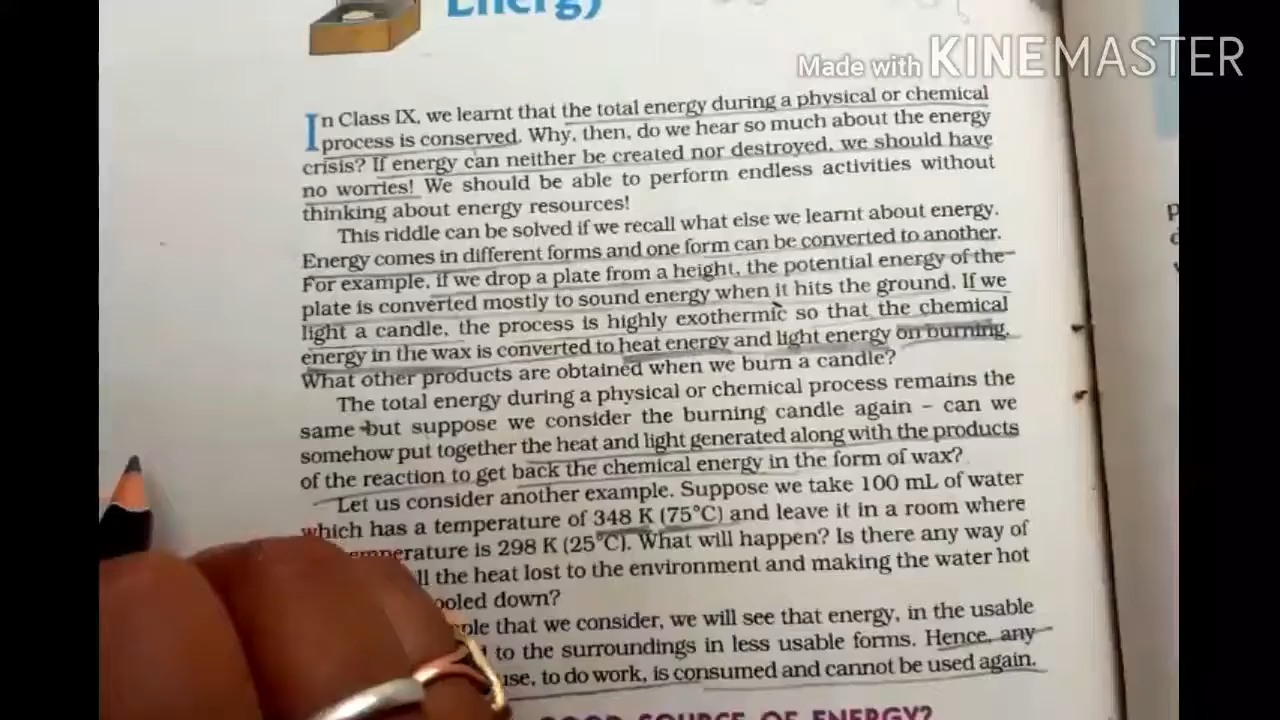 Energy
Made with KINEMASTER
In Class IX, we learnt that the total energy during a physical or chemical
process is conserved. Why, then, do we hear so much about the energy
crisis? If energy can neither be created nor destroyed, we should have
no worries! We should be able to perform endless activities without
thinking about energy resources!
This riddle can be solved if we recall what else we learnt about energy.
Energy comes in different forms and one form can be converted to another.
For example, if we drop a plate from a height, the potential energy of the
plate is converted mostly to sound energy when it hits the ground. If we
light a candle, the process is highly exothermic so that the chemical
energy in the wax is converted to heat energy and light energy on burning.
What other products are obtained when we burn a candle?
The total energy during a physical or chemical process remains the
same but suppose we consider the burning candle again – can we
somehow put together the heat and light generated along with the products
of the reaction to get back the chemical energy in the form of wax?
Let us consider another example. Suppose we take 100 mL of water
which has a temperature of 348 K (75°C) and leave it in a room where
temperature is 298 K (25°C). What will happen? Is there any way of
the heat lost to the environment and making the water hot
down?
that we consider, we will see that energy, in the usable
to the surroundings in less usable forms. Hence, any
use, to do work, is consumed and cannot be used again.
GOOD SOURCE OF ENERGY?